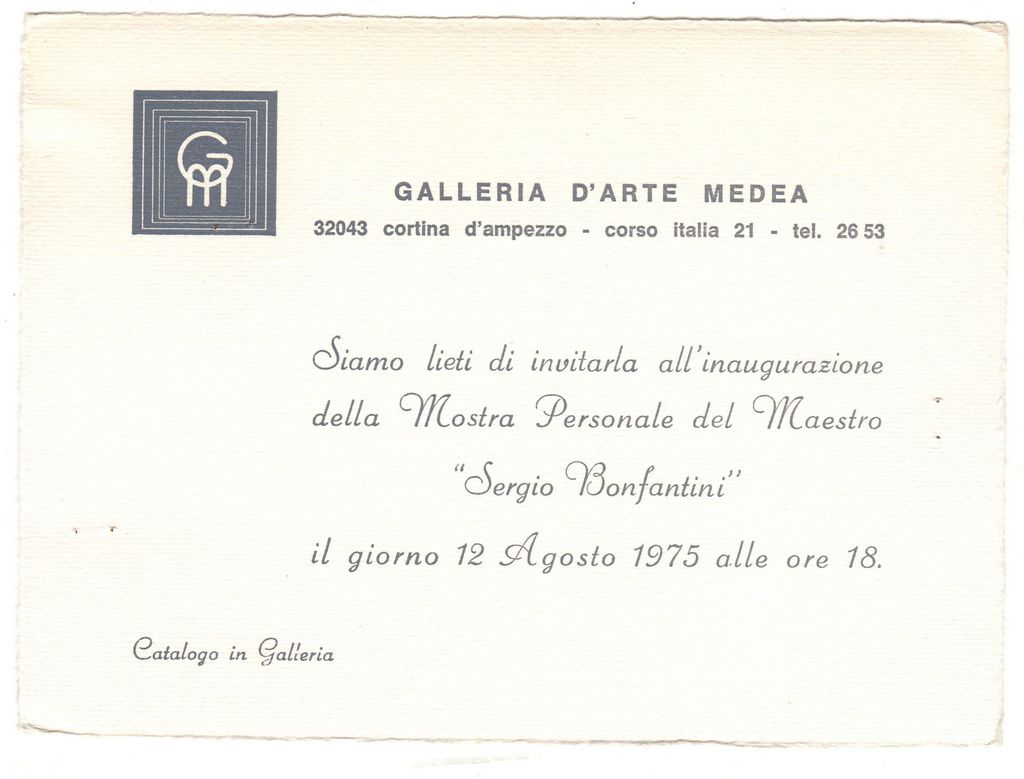 GM
GALLERIA D'ARTE MEDEA
32043 cortina d'ampezzo - corso italia 21 - tel. 26 53
Siamo lieti di invitarla all'inaugurazione
della Mostra Personale del Maestro
"Sergio Bonfantini"
il giorno 12 Agosto 1975 alle ore 18.
Catalogo in Galleria